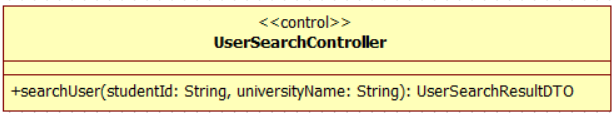 <<control>>
UserSearchController
+searchUser(studentId: String, universityName: String): UserSearchResultDTO